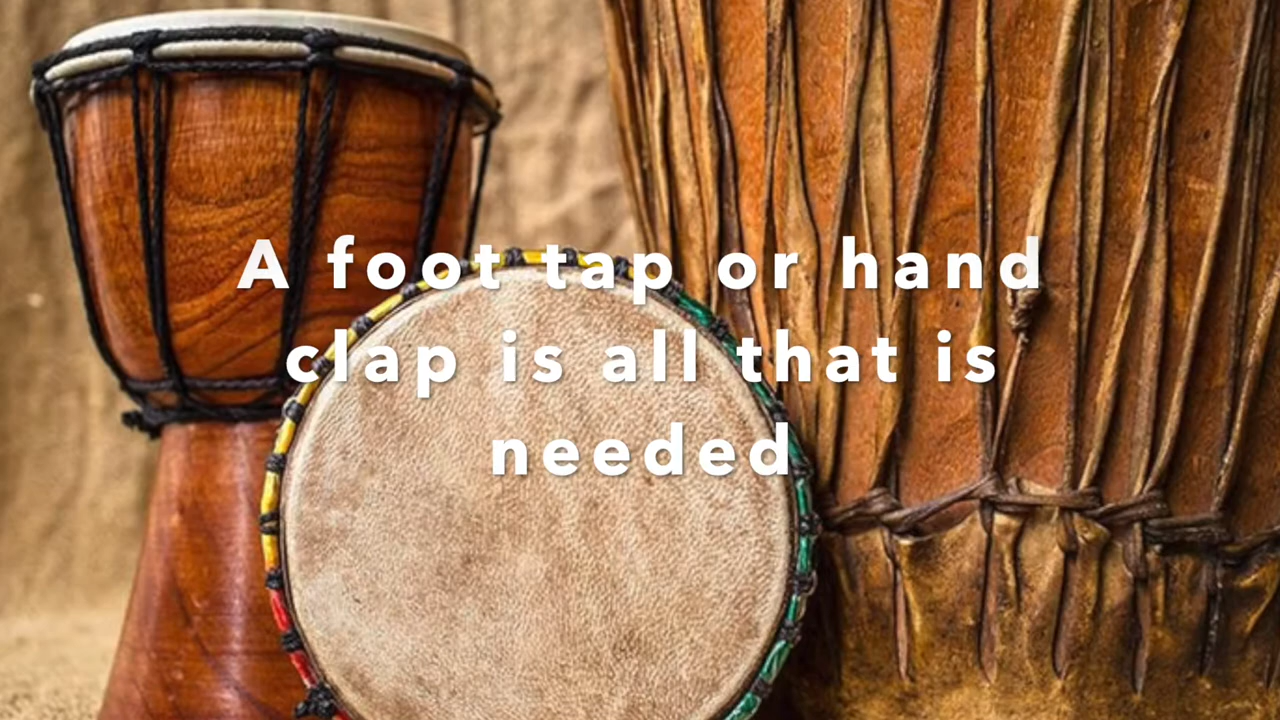 A foot tap or hand
clap is all that is
needed